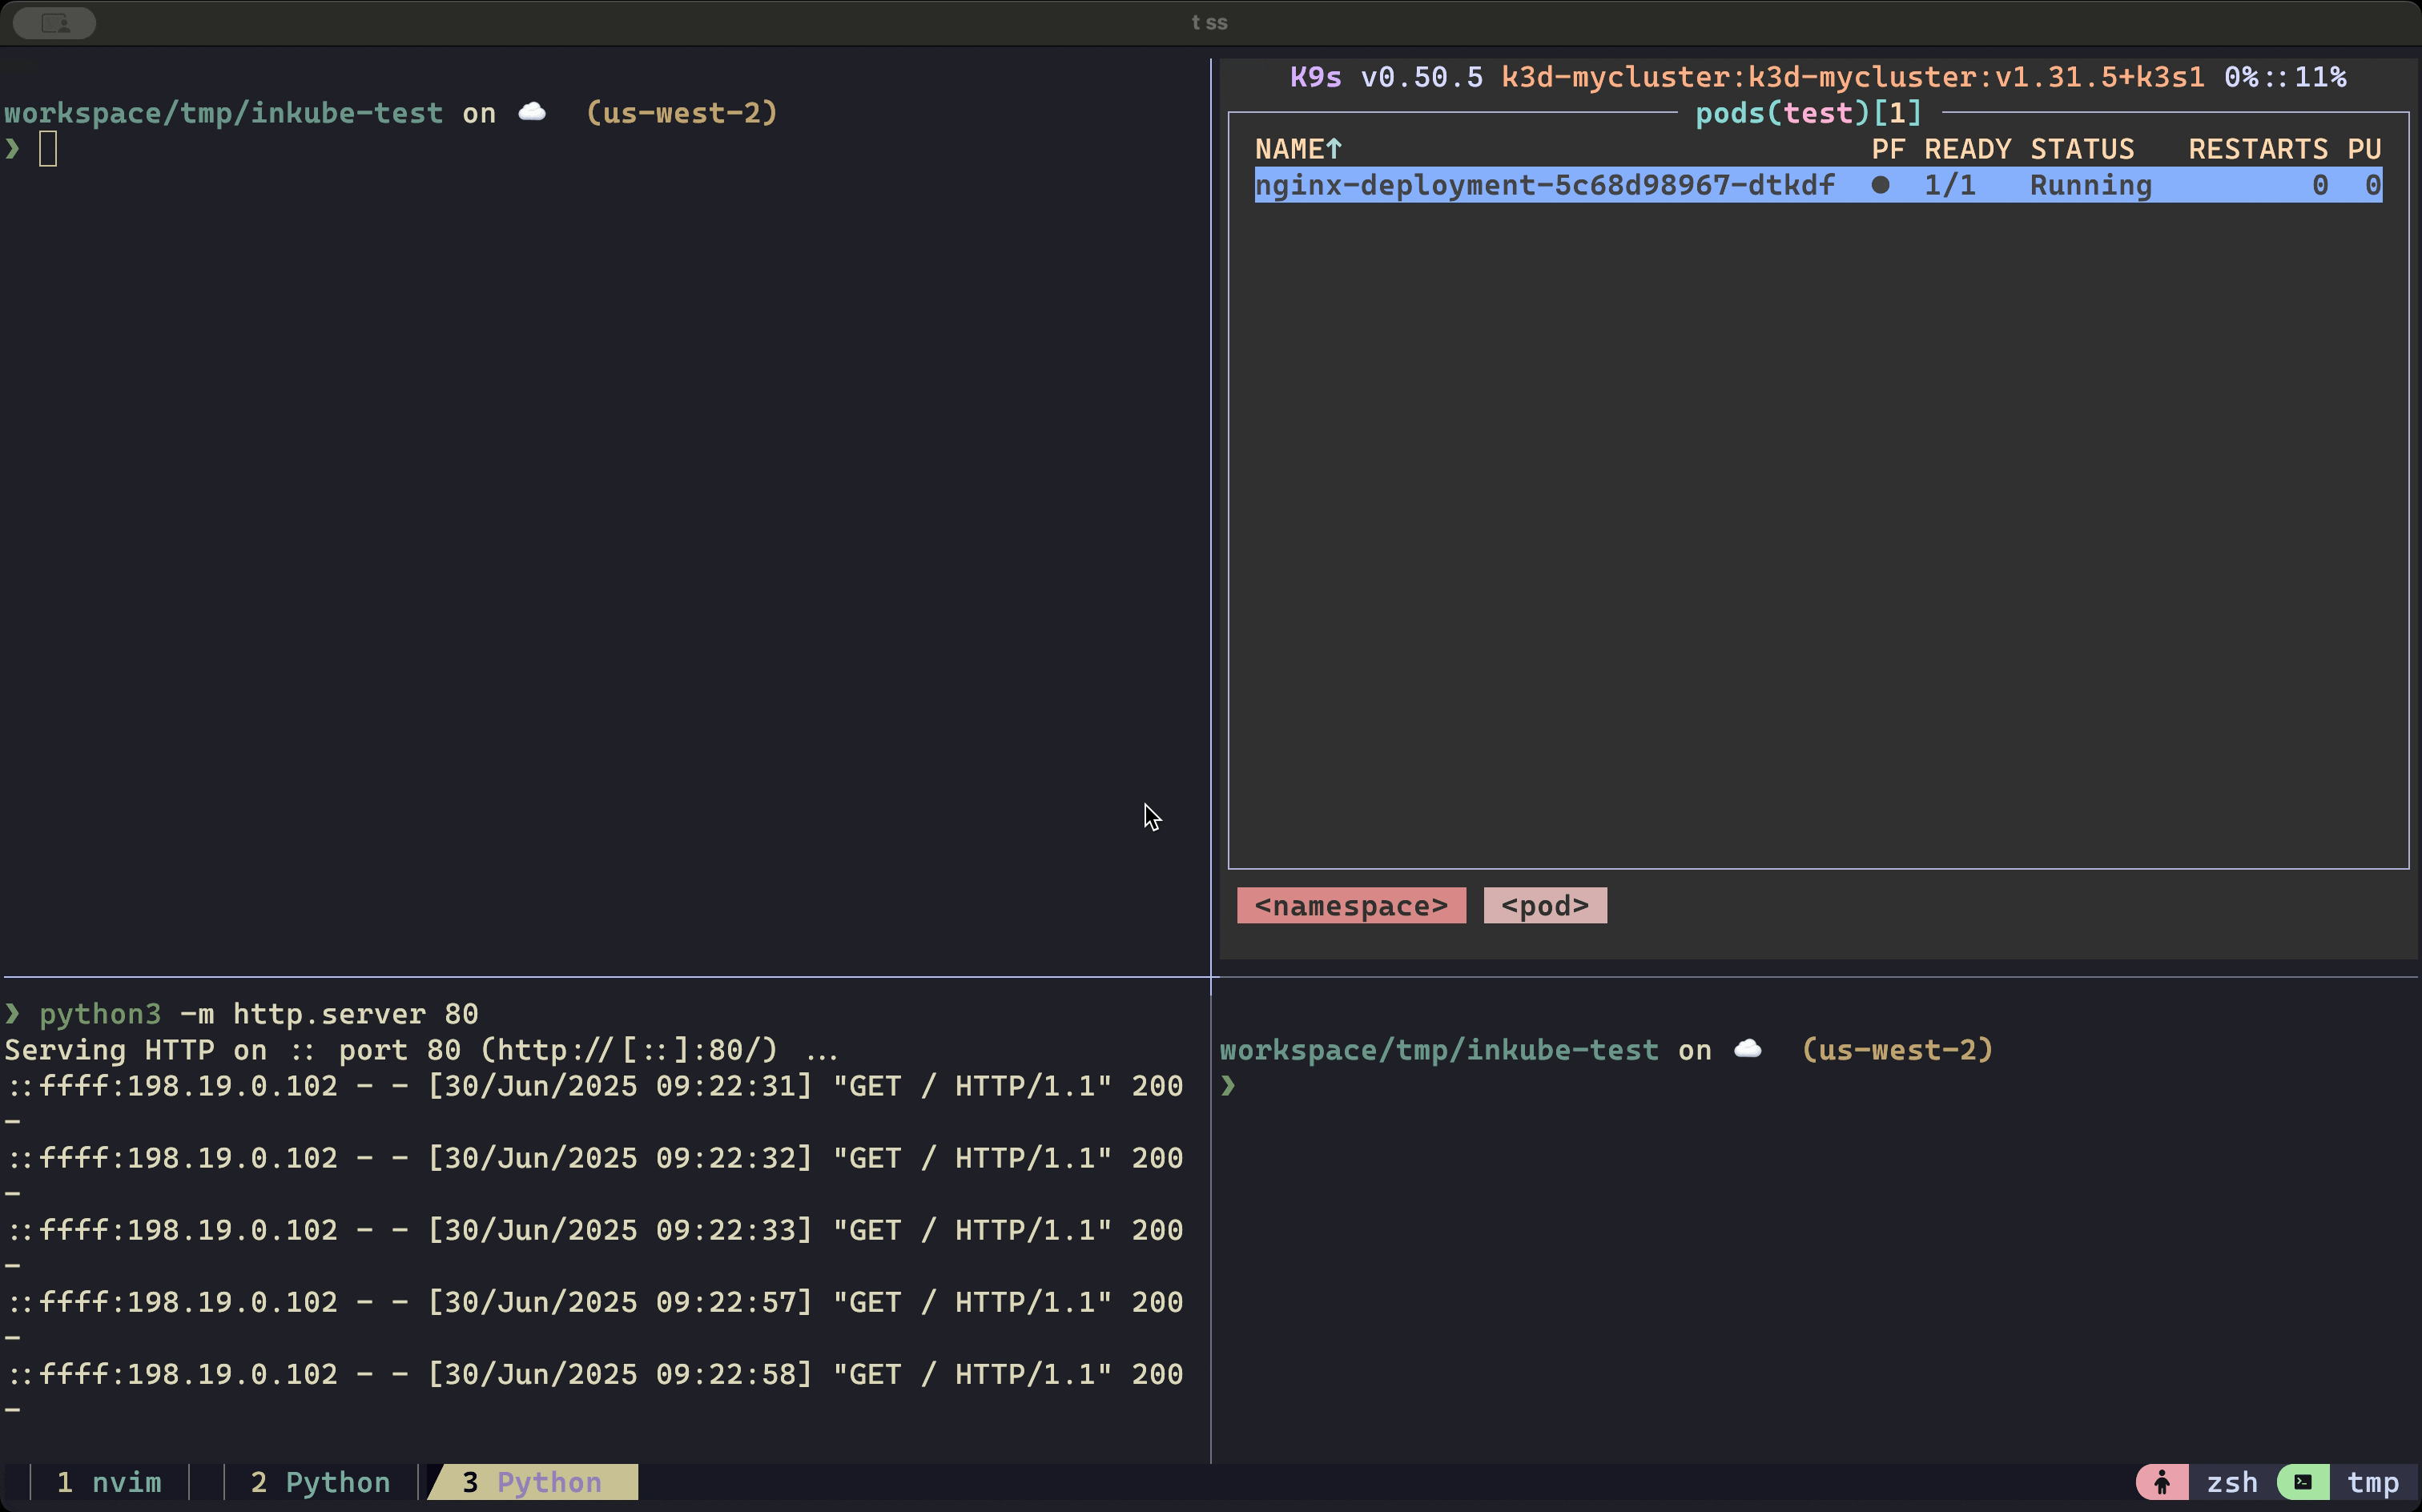 t ss
workspace/tmp/inkube-test on ☁️ (us-west-2)
❯
K9s v0.50.5 k3d-mycluster:k3d-mycluster:v1.31.5+k3s1 0%::11%
pods(test)[1]
NAME↑ PF READY STATUS RESTARTS PU
nginx-deployment-5c68d98967-dtkdf ● 1/1 Running 0 0
<namespace> <pod>
❯ python3 -m http.server 80
Serving HTTP on :: port 80 (http://[::]:80/) ...
::ffff:198.19.0.102 - - [30/Jun/2025 09:22:31] "GET / HTTP/1.1" 200
-
::ffff:198.19.0.102 - - [30/Jun/2025 09:22:32] "GET / HTTP/1.1" 200
-
::ffff:198.19.0.102 - - [30/Jun/2025 09:22:33] "GET / HTTP/1.1" 200
-
::ffff:198.19.0.102 - - [30/Jun/2025 09:22:57] "GET / HTTP/1.1" 200
-
::ffff:198.19.0.102 - - [30/Jun/2025 09:22:58] "GET / HTTP/1.1" 200
-
workspace/tmp/inkube-test on ☁️ (us-west-2)
❯
1 nvim 2 Python 3 Python zsh tmp